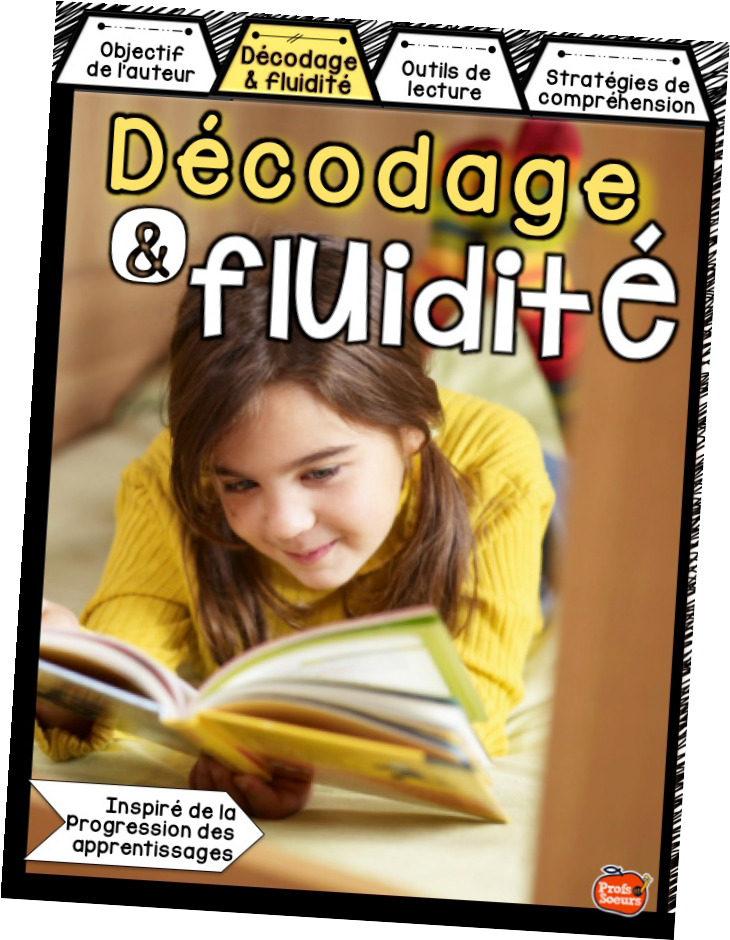 Objectif
de l'auteur
Décodage
& fluidité
Outils de
lecture
Stratégies de
compréhension
Décodage
& fluidité
Inspiré de la
Progression des
apprentissages
Profs et
Soeurs